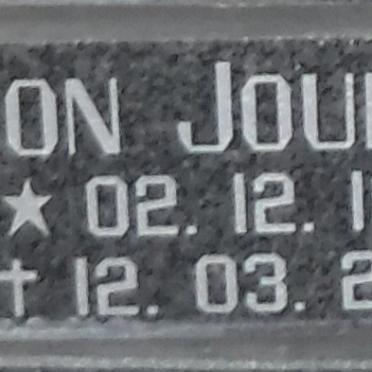 ON JOU
★ 02. 12. 1
† 12. 03. 2